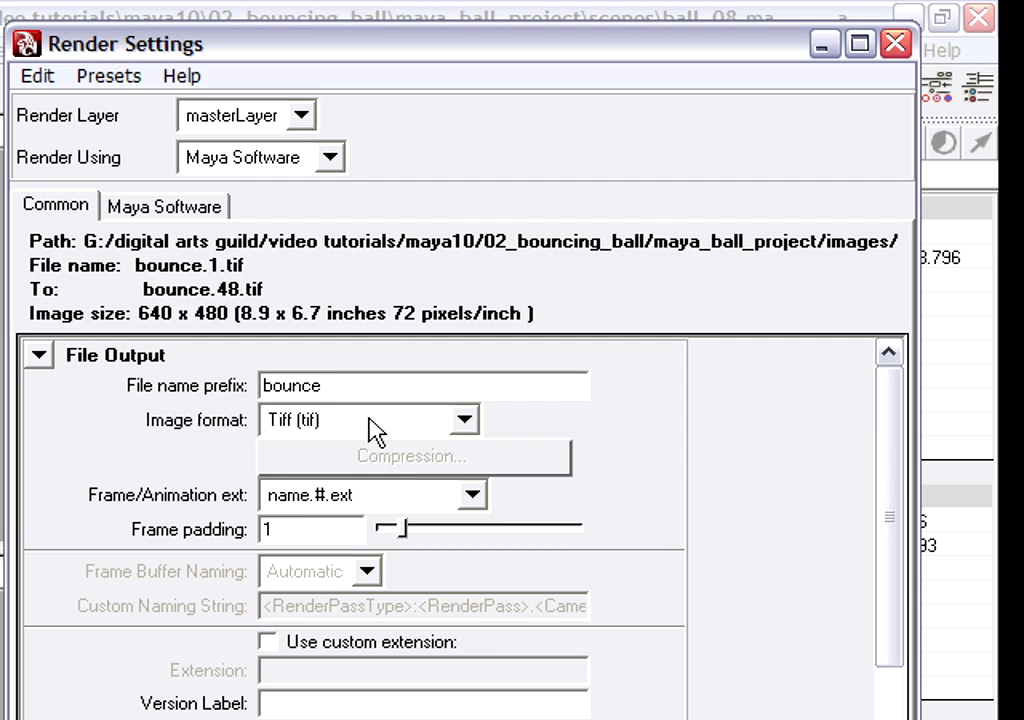 Render Settings
Help
Edit Presets Help
Render Layer masterLayer
Render Using Maya Software
Common Maya Software
Path: G:/digital arts guild/video tutorials/maya10/02_bouncing_ball/maya_ball_project/images/
File name: bounce.1.tif
3.796
To: bounce.48.tif
Image size: 640 x 480 (8.9 x 6.7 inches 72 pixels/inch )
File Output
File name prefix: bounce
Image format: Tiff (tif)
Compression...
Frame/Animation ext: name.#.ext
Frame padding: 1
93
Frame Buffer Naming: Automatic
Custom Naming String: <RenderPassType>:<RenderPass>.<Came
Use custom extension:
Extension:
Version Label: